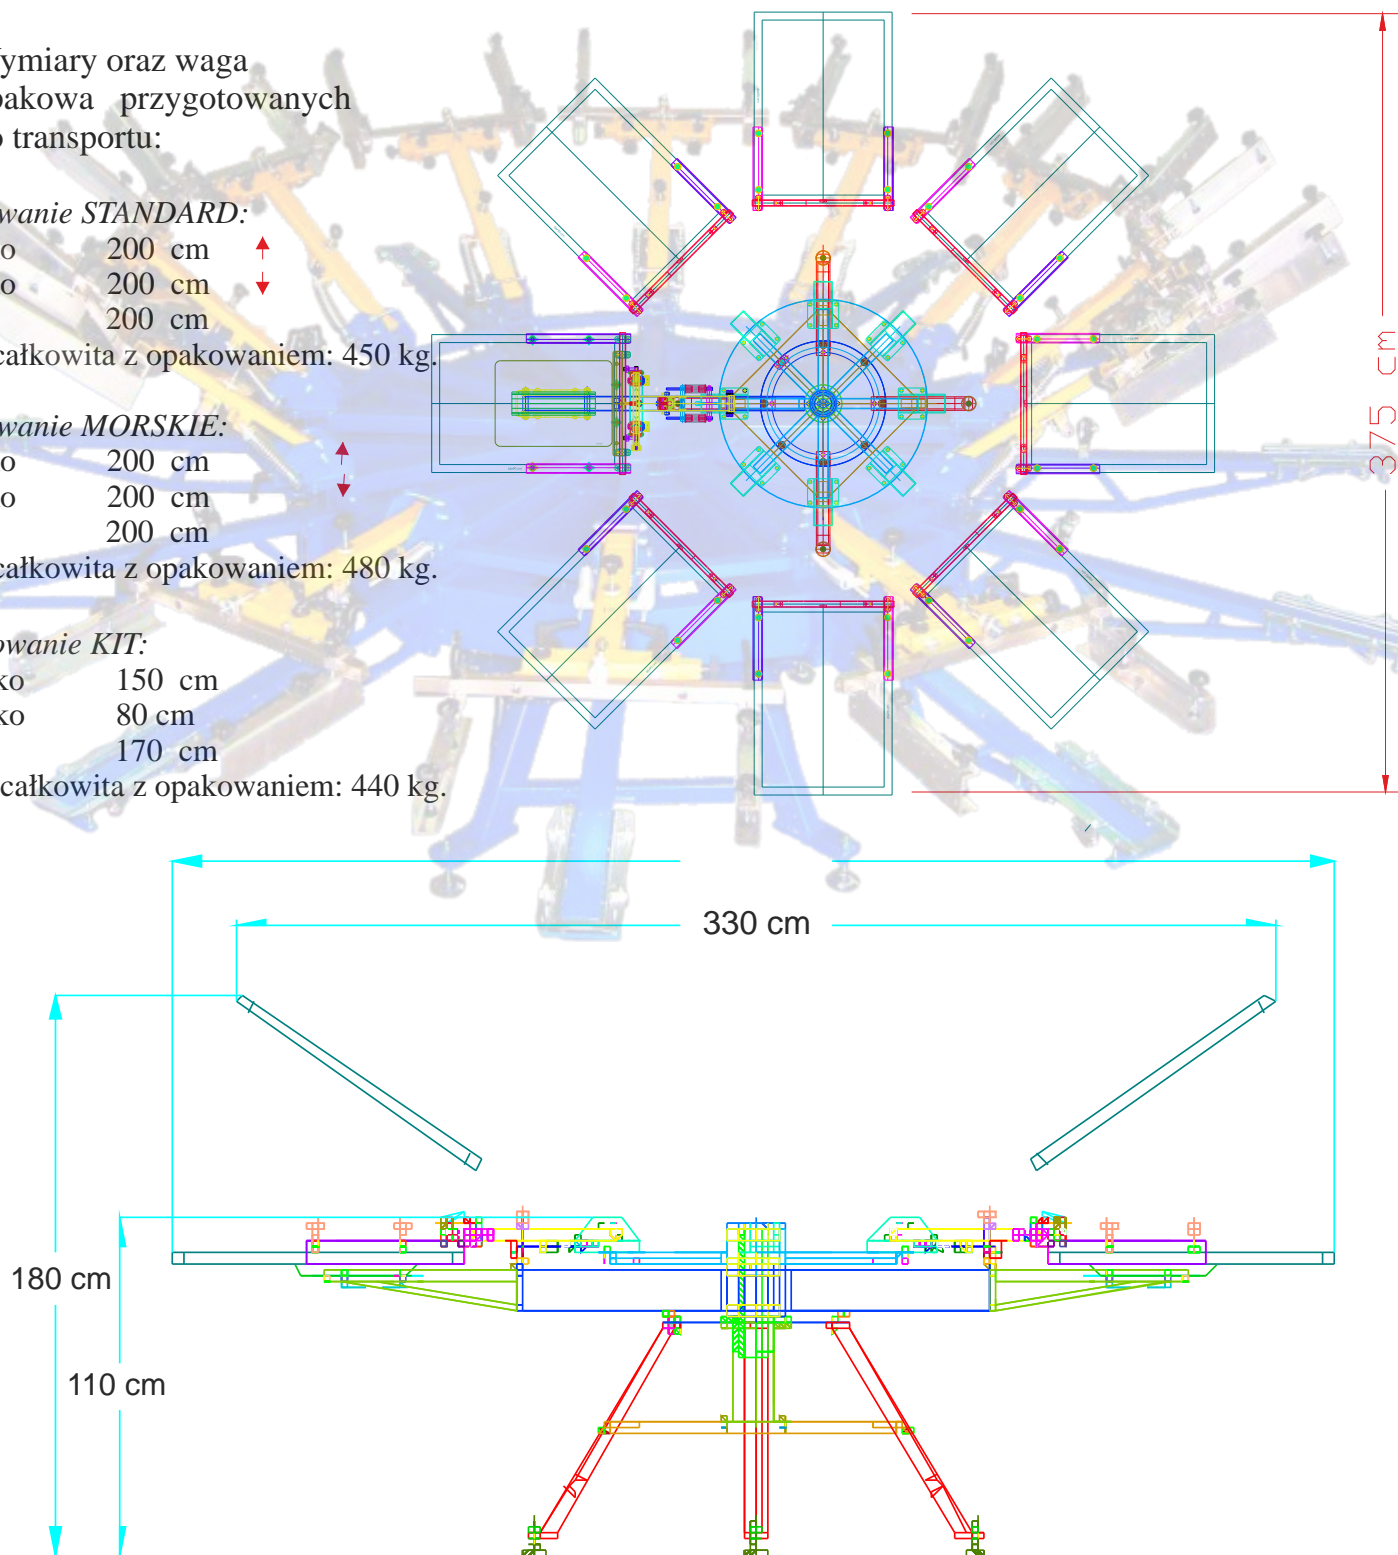 ymiary oraz waga
pakowa przygotowanych
o transportu:
wanie STANDARD:
o 200 cm
o 200 cm
200 cm
całkowita z opakowaniem: 450 kg.
wanie MORSKIE:
o 200 cm
o 200 cm
200 cm
całkowita z opakowaniem: 480 kg.
owanie KIT:
ko 150 cm
ko 80 cm
170 cm
całkowita z opakowaniem: 440 kg.
375 cm
330 cm
180 cm
110 cm